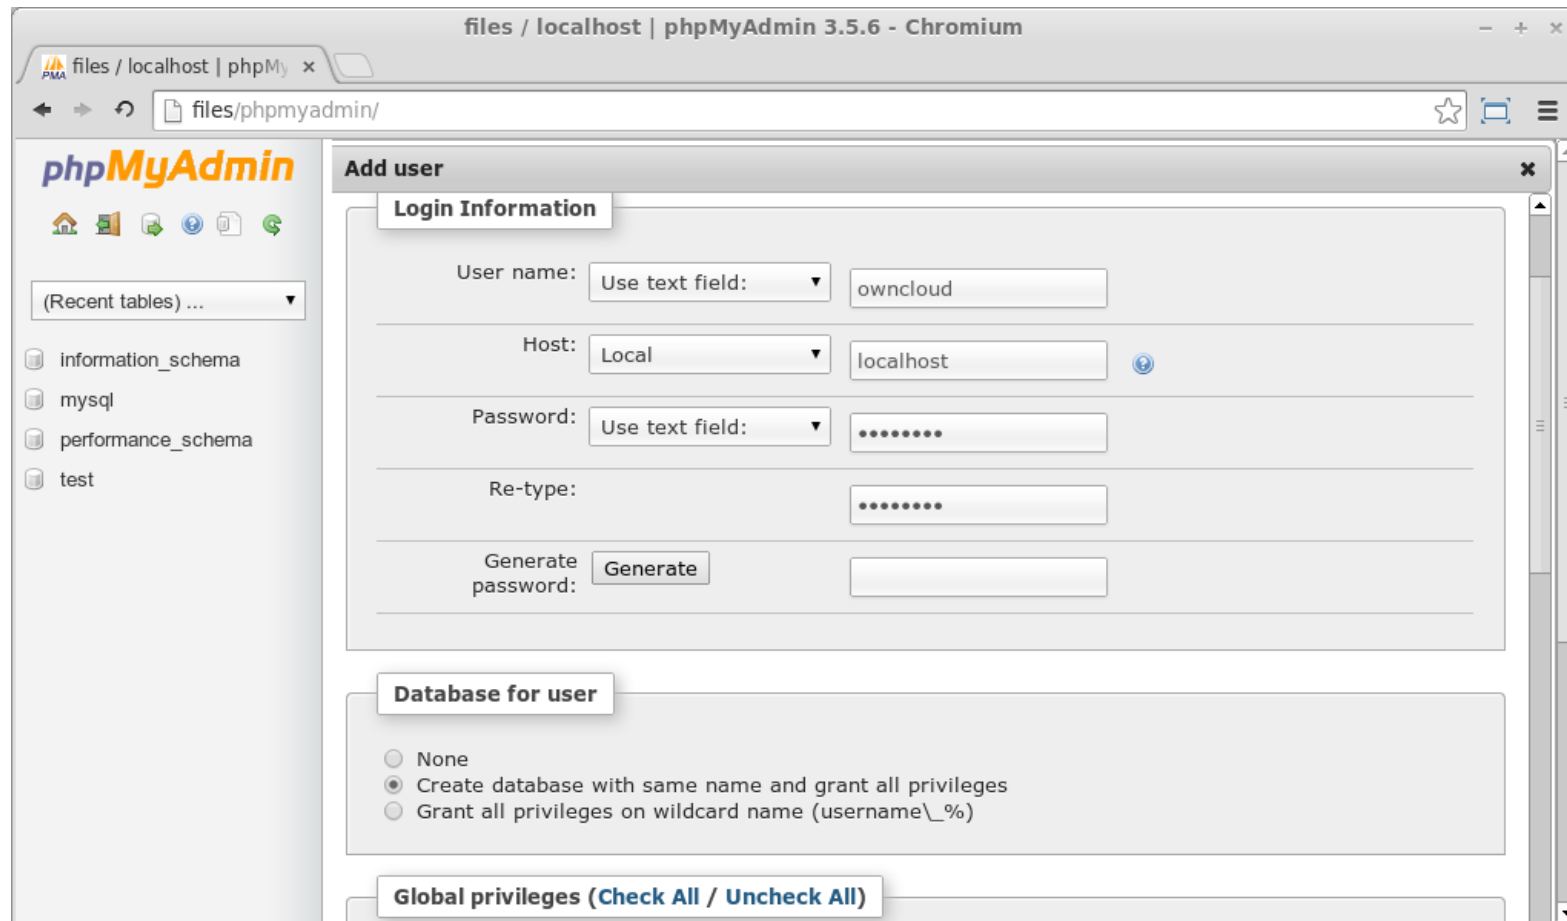 files / localhost | phpMyAdmin 3.5.6 - Chromium
files / localhost | phpMy
files/phpmyadmin/
phpMyAdmin
Add user
Login Information
User name: Use text field: owncloud
(Recent tables) ...
Host: Local localhost
information_schema
mysql
Password: Use text field: ••••••••
performance_schema
test
Re-type: ••••••••
Generate
password: Generate
Database for user
None
Create database with same name and grant all privileges
Grant all privileges on wildcard name (username\_%)
Global privileges (Check All / Uncheck All)